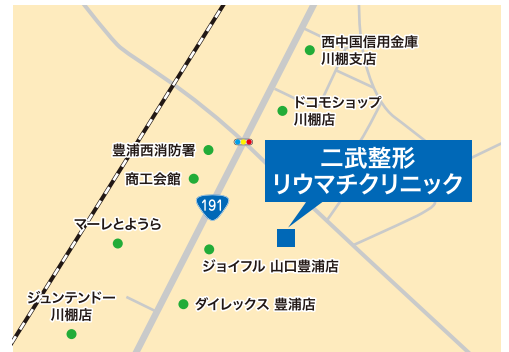 西中国信用金庫
川棚支店
ドコモショップ
川棚店
豊浦西消防署
二武整形
リウマチクリニック
商工会館
191
マーレとようら
ジョイフル 山口豊浦店
ジュンテンドー
川棚店
ダイレックス 豊浦店